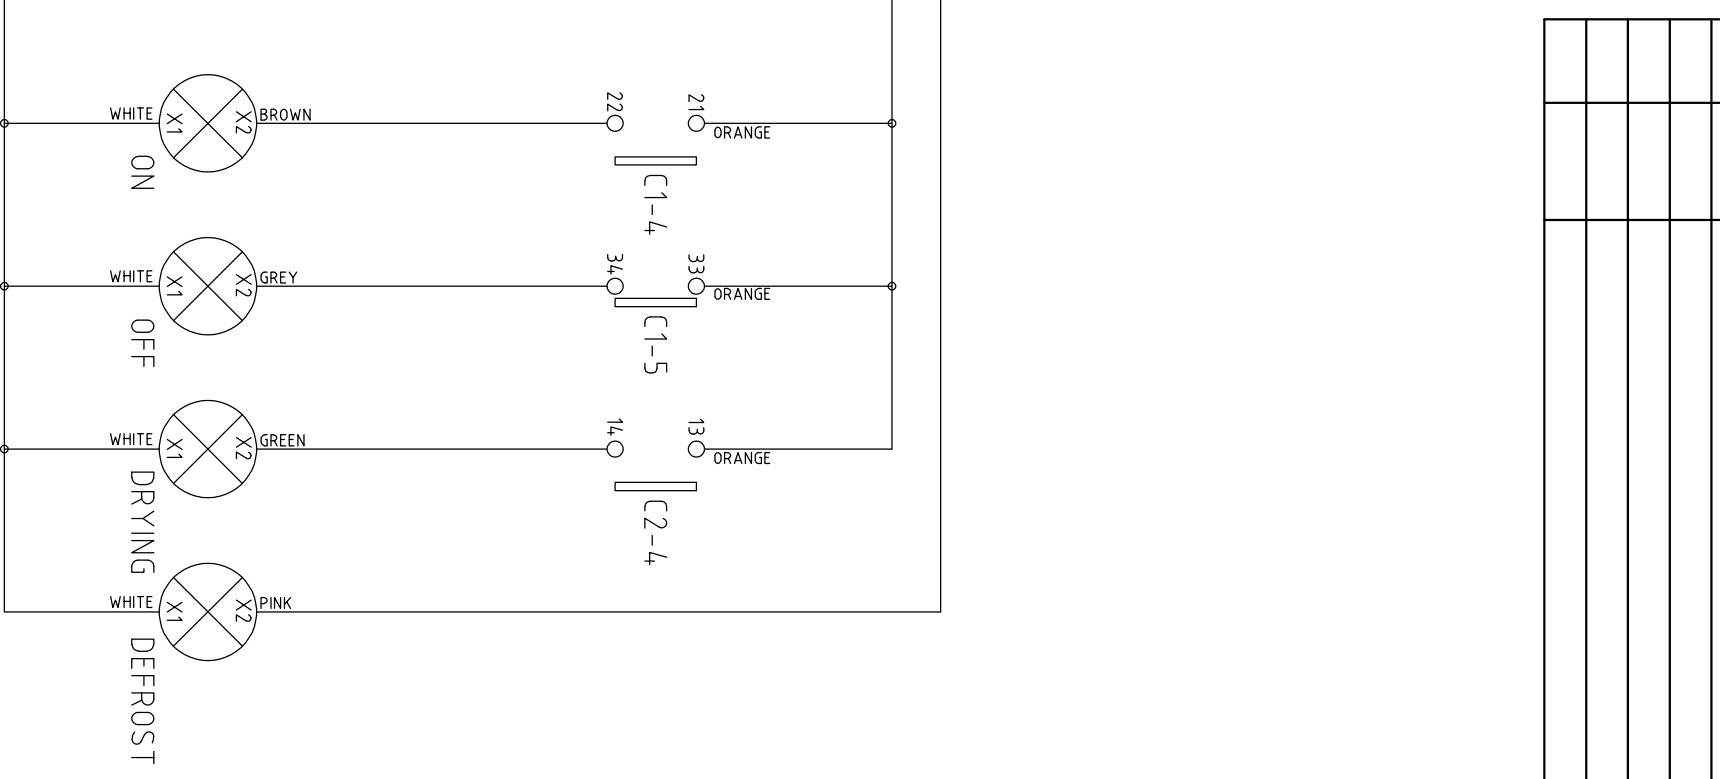 WHITE X1 X2 BROWN 22 21 ORANGE
ON C1-4
WHITE X1 X2 GREY 34 33 ORANGE
OFF C1-5
WHITE X1 X2 GREEN 14 13 ORANGE
DRYING C2-4
WHITE X1 X2 PINK
DEFROST